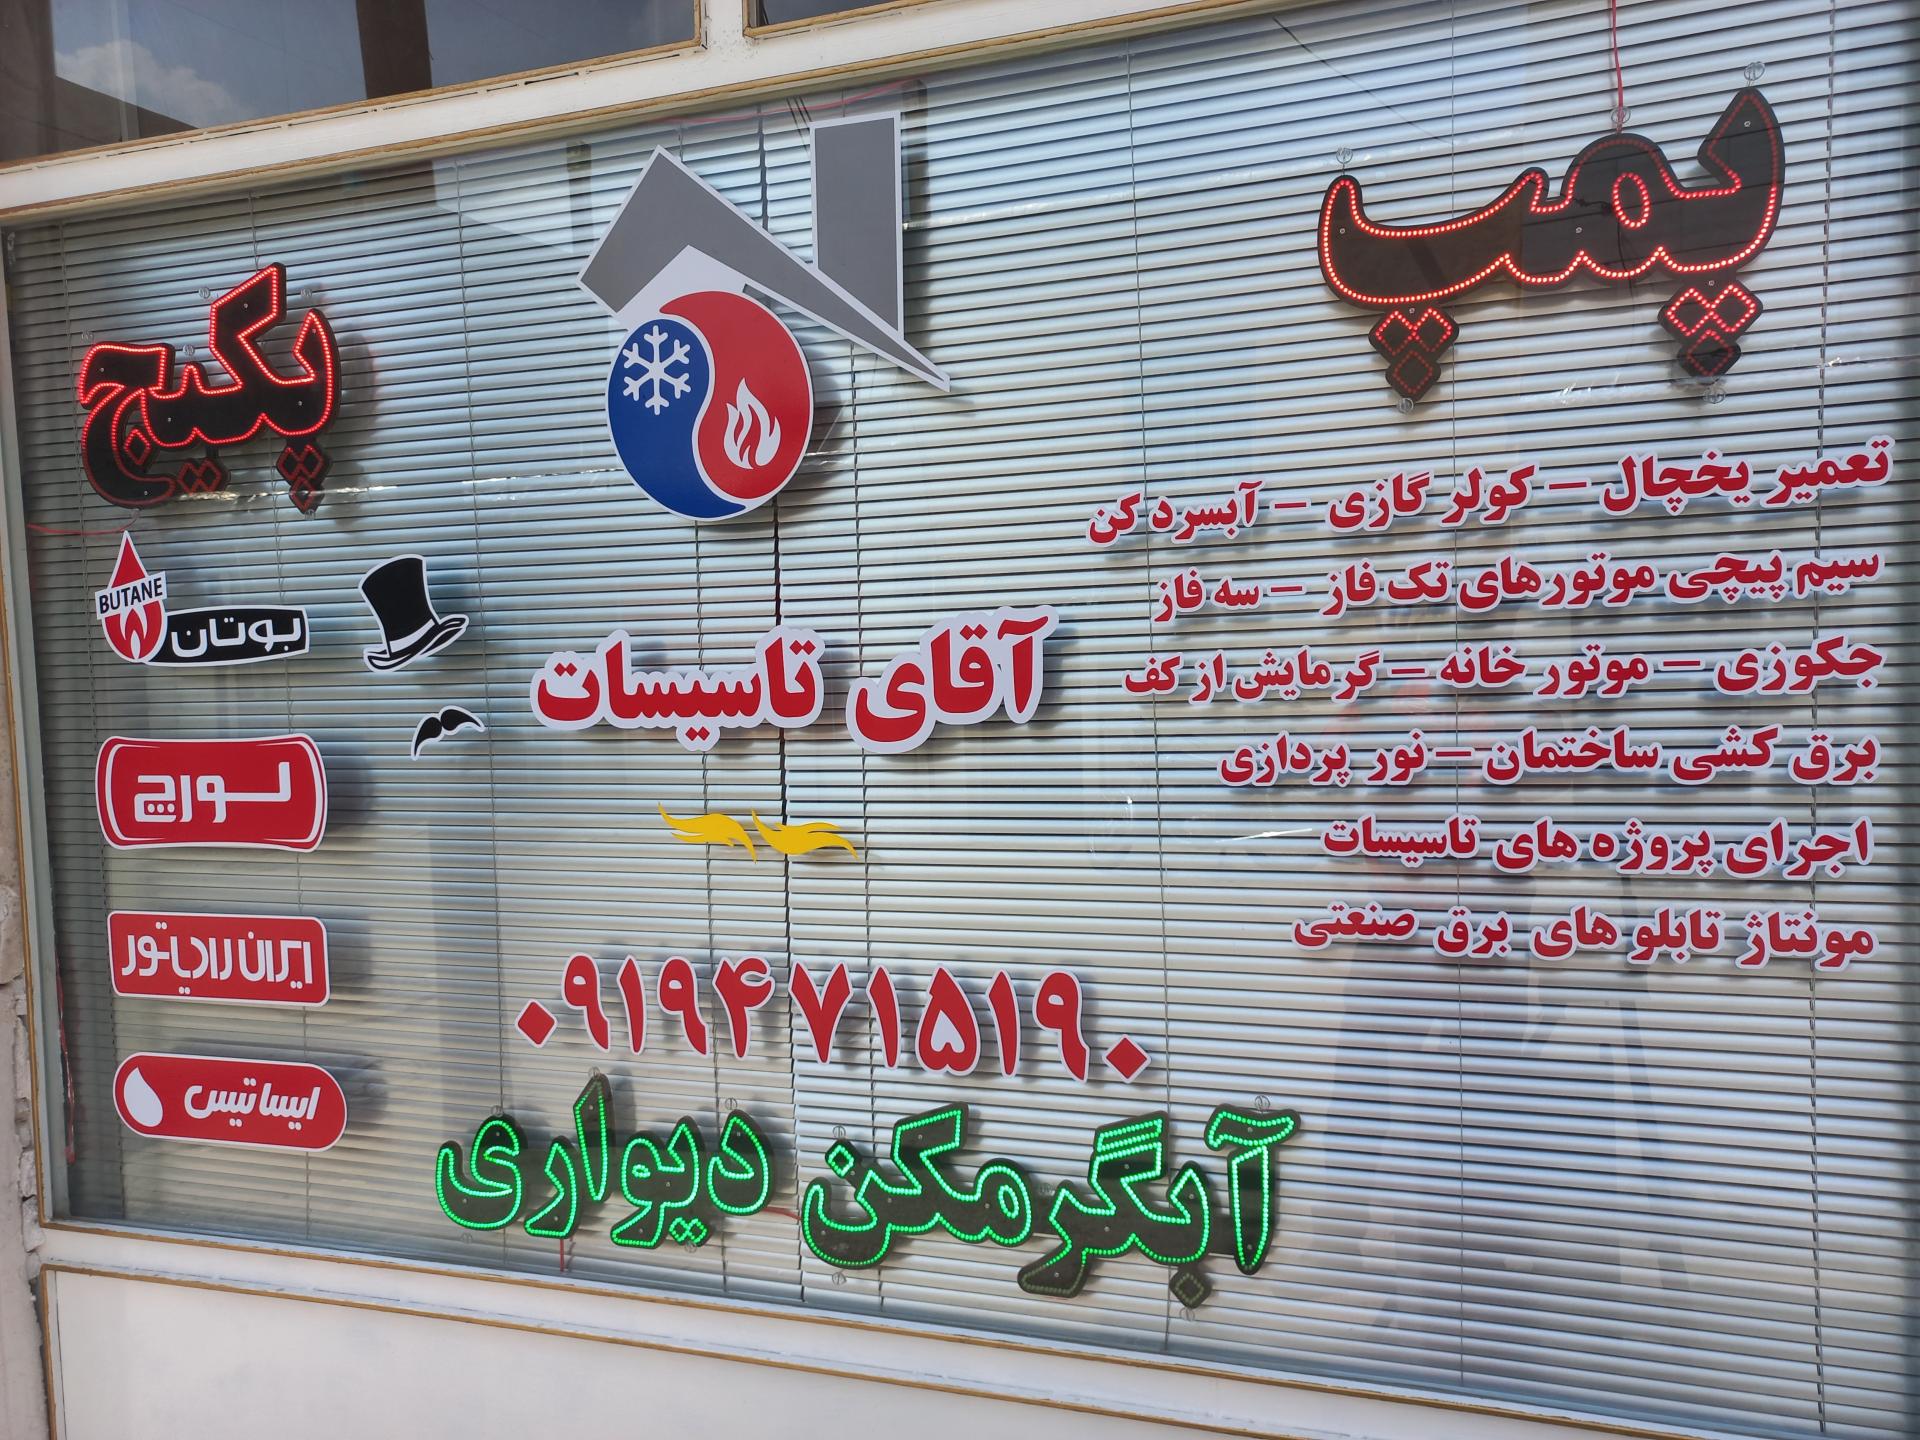 پمپ
پکیج
تعمیر یخچال – کولر گازی – آبسرد کن
سیم پیچی موتورهای تک فاز – سه فاز
جکوزی – موتور خانه – گرمایش از کف
برق کشی ساختمان – نور پردازی
اجرای پروژه های تاسیسات
مونتاژ تابلو های برق صنعتی
آقای تاسیسات
۰۹۱۹۴۷۱۵۱۹۰
آبگرمکن دیواری
BUTANE
بوتان
لورچ
ایران رادیاتور
ایساتیس